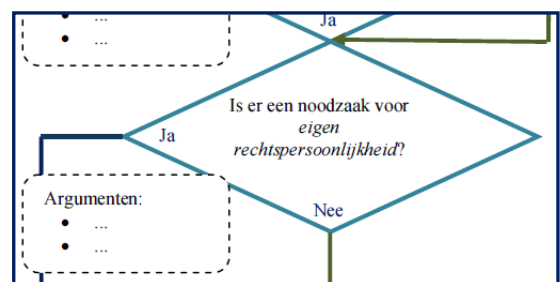 • ...
Ja
• ...
Is er een noodzaak voor
eigen
rechtspersoonlijkheid?
Ja
Argumenten:
• ...
• ...
Nee